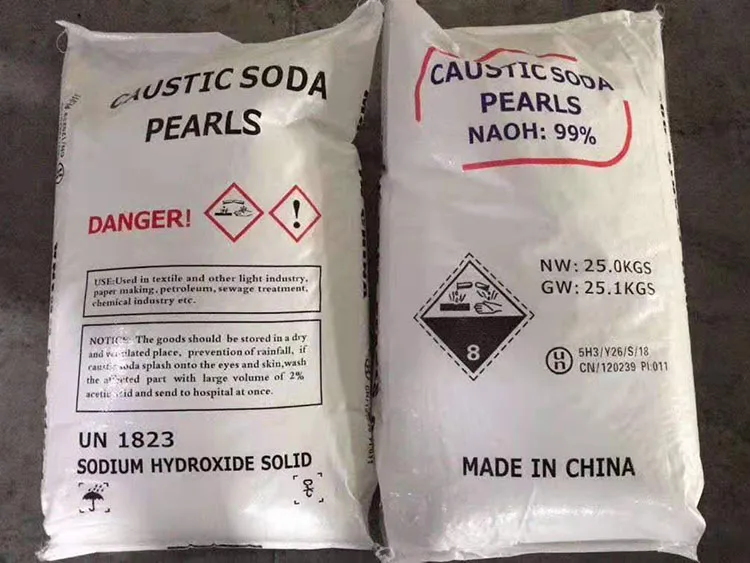 CAUSTIC SODA
PEARLS
DANGER!
USE:Used in textile and other light industry,
paper making, petroleum, sewage treatment,
chemical industry etc.
NOTICE: The goods should be stored in a dry
and ventilated place, prevention of rainfall, if
caustic soda splash onto the eyes and skin,wash
the affected part with large volume of 2%
acetic acid and send to hospital at once.
UN 1823
SODIUM HYDROXIDE SOLID
CAUSTIC SODA
PEARLS
NAOH: 99%
NW: 25.0KGS
GW: 25.1KGS
8
un
5H3/Y26/S/18
CN/120239 PI:011
MADE IN CHINA